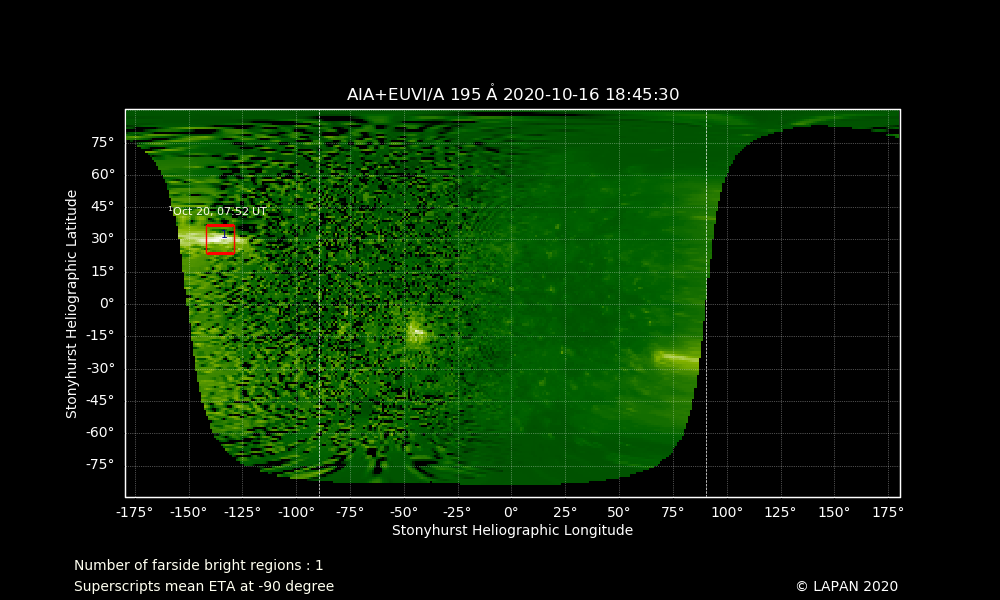 AIA+EUVI/A 195 Å 2020-10-16 18:45:30
Stonyhurst Heliographic Latitude
75°
60°
45°
30°
15°
0°
-15°
-30°
-45°
-60°
-75°
¹Oct 20, 07:52 UT
1
-175° -150° -125° -100° -75° -50° -25° 0° 25° 50° 75° 100° 125° 150° 175°
Stonyhurst Heliographic Longitude
Number of farside bright regions : 1
Superscripts mean ETA at -90 degree
© LAPAN 2020